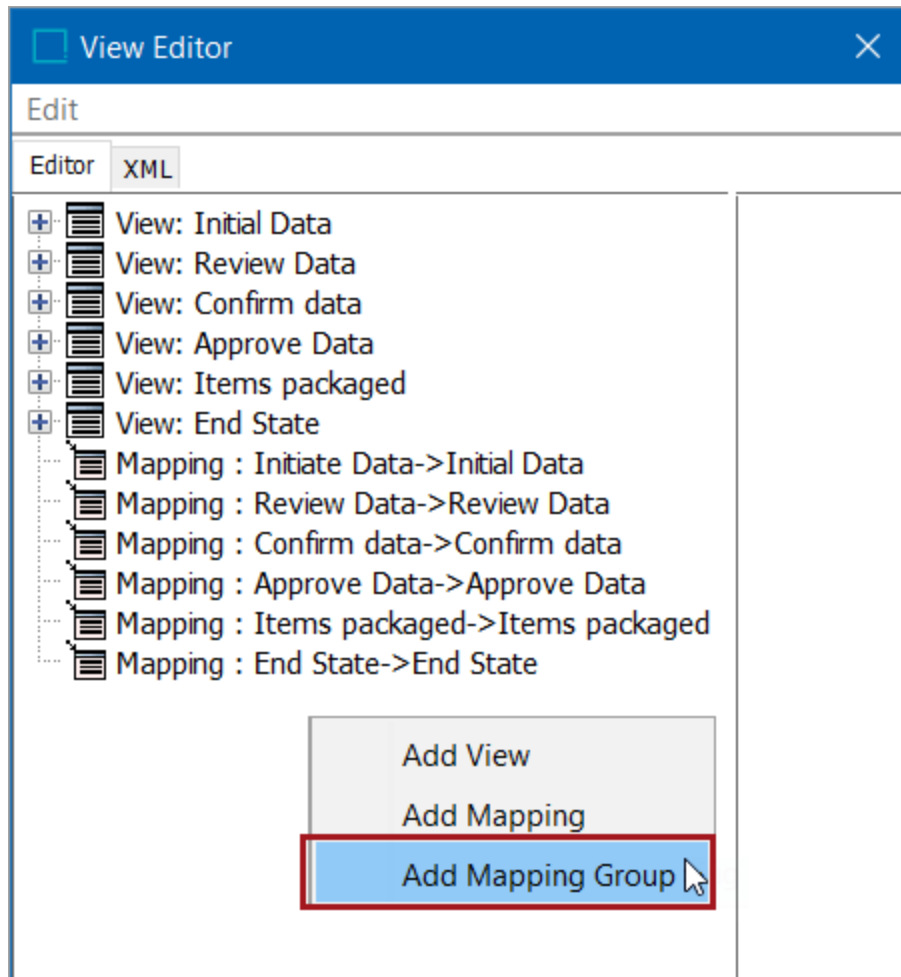 View Editor
Edit
Editor XML
View: Initial Data
View: Review Data
View: Confirm data
View: Approve Data
View: Items packaged
View: End State
Mapping : Initiate Data->Initial Data
Mapping : Review Data->Review Data
Mapping : Confirm data->Confirm data
Mapping : Approve Data->Approve Data
Mapping : Items packaged->Items packaged
Mapping : End State->End State
Add View
Add Mapping
Add Mapping Group